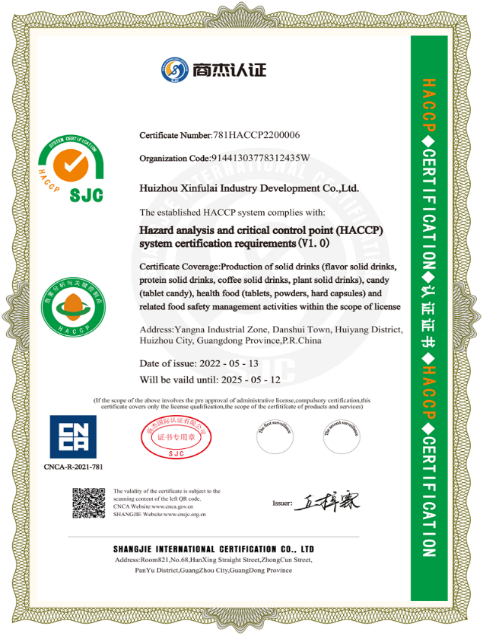 商杰认证
Certificate Number:781HACCP2200006
Organization Code:91441303778312435W
Huizhou Xinfulai Industry Development Co.,Ltd.
The established HACCP system complies with:
Hazard analysis and critical control point (HACCP)
system certification requirements(V1.0)
Certificate Coverage:Production of solid drinks (flavor solid drinks,
protein solid drinks, coffee solid drinks, plant solid drinks), candy
(tablet candy), health food (tablets, powders, hard capsules) and
related food safety management activities within the scope of license
Address:Yangna Industrial Zone, Danshui Town, Huiyang District,
Huizhou City, Guangdong Province,P.R.China
Date of issue: 2022 - 05 - 13
Will be vaild until: 2025 - 05 - 12
(If the scope of the above involves the pre approval of administrative license,compulsory certification,this
certificate covers only the license qualification,the scope of the certificate of products and services)
SYSTEM CERTIFICATION
HACCP
SJC
HACCP
CNCA
CNCA-R-2021-781
证书专用章
SJC
The first surveillance
The second surveillance
The validity of the certificate is subject to the
scanning content of the left QR code.
CNCA Website:www.cnca.gov.cn
SHANGJIE Website:www.cnsjc.org.cn
Issuer:
SHANGJIE INTERNATIONAL CERTIFICATION CO., LTD
Address:Room821,No.68,HanXing Straight Street,ZhongCun Street,
PanYu District,GuangZhou City,GuangDong Province
HACCP◆CERTIFICATION◆认证证书◆HACCP◆CERTIFICATION